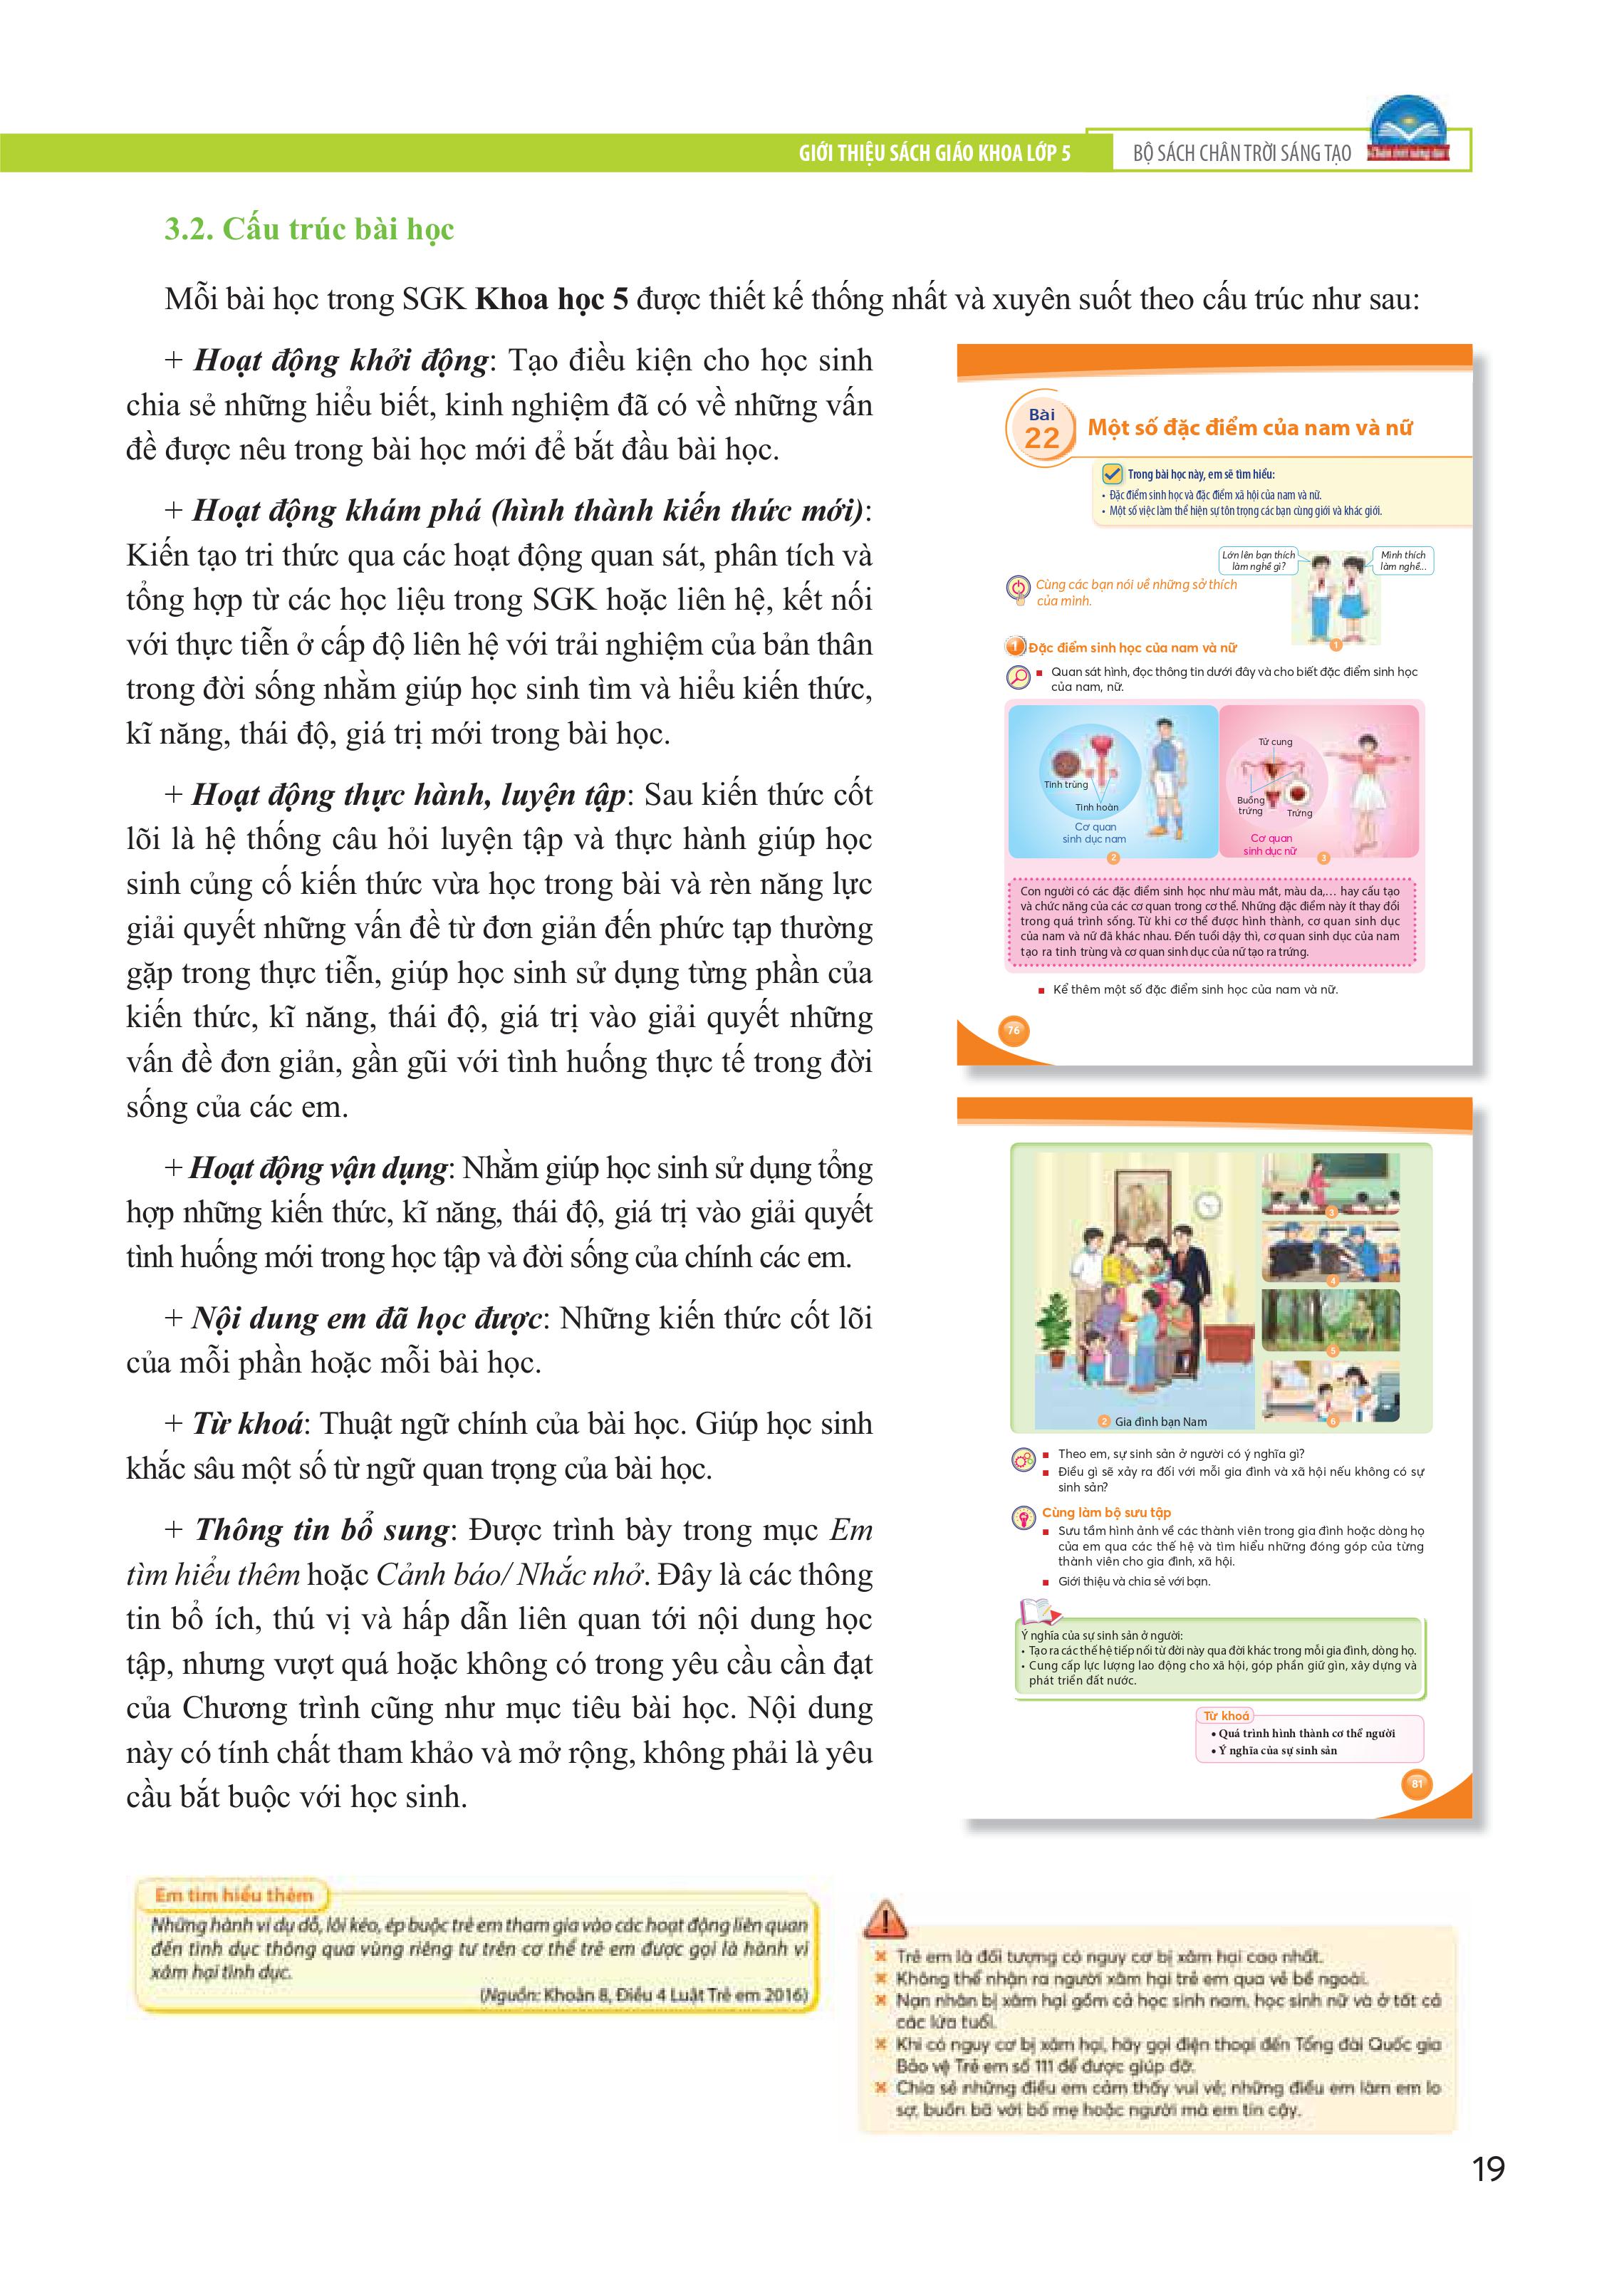 GIỚI THIỆU SÁCH GIÁO KHOA LỚP 5
BỘ SÁCH CHÂN TRỜI SÁNG TẠO
3.2. Cấu trúc bài học
Mỗi bài học trong SGK Khoa học 5 được thiết kế thống nhất và xuyên suốt theo cấu trúc như sau:
+ Hoạt động khởi động: Tạo điều kiện cho học sinh
chia sẻ những hiểu biết, kinh nghiệm đã có về những vấn
đề được nêu trong bài học mới để bắt đầu bài học.
+ Hoạt động khám phá (hình thành kiến thức mới):
Kiến tạo tri thức qua các hoạt động quan sát, phân tích và
tổng hợp từ các học liệu trong SGK hoặc liên hệ, kết nối
với thực tiễn ở cấp độ liên hệ với trải nghiệm của bản thân
trong đời sống nhằm giúp học sinh tìm và hiểu kiến thức,
kĩ năng, thái độ, giá trị mới trong bài học.
+ Hoạt động thực hành, luyện tập: Sau kiến thức cốt
lõi là hệ thống câu hỏi luyện tập và thực hành giúp học
sinh củng cố kiến thức vừa học trong bài và rèn năng lực
giải quyết những vấn đề từ đơn giản đến phức tạp thường
gặp trong thực tiễn, giúp học sinh sử dụng từng phần của
kiến thức, kĩ năng, thái độ, giá trị vào giải quyết những
vấn đề đơn giản, gần gũi với tình huống thực tế trong đời
sống của các em.
+ Hoạt động vận dụng: Nhằm giúp học sinh sử dụng tổng
hợp những kiến thức, kĩ năng, thái độ, giá trị vào giải quyết
tình huống mới trong học tập và đời sống của chính các em.
+ Nội dung em đã học được: Những kiến thức cốt lõi
của mỗi phần hoặc mỗi bài học.
+ Từ khoá: Thuật ngữ chính của bài học. Giúp học sinh
khắc sâu một số từ ngữ quan trọng của bài học.
+ Thông tin bổ sung: Được trình bày trong mục Em
tìm hiểu thêm hoặc Cảnh báo/ Nhắc nhở. Đây là các thông
tin bổ ích, thú vị và hấp dẫn liên quan tới nội dung học
tập, nhưng vượt quá hoặc không có trong yêu cầu cần đạt
của Chương trình cũng như mục tiêu bài học. Nội dung
này có tính chất tham khảo và mở rộng, không phải là yêu
cầu bắt buộc với học sinh.
Bài
22
Một số đặc điểm của nam và nữ
Trong bài học này, em sẽ tìm hiểu:
• Đặc điểm sinh học và đặc điểm xã hội của nam và nữ.
• Một số việc làm thể hiện sự tôn trọng các bạn cùng giới và khác giới.
Lớn lên bạn thích
làm nghề gì?
Mình thích
làm nghề...
Cùng các bạn nói về những sở thích
của mình.
1
1 Đặc điểm sinh học của nam và nữ
Quan sát hình, đọc thông tin dưới đây và cho biết đặc điểm sinh học
của nam, nữ.
Tinh trùng
Tinh hoàn
Cơ quan
sinh dục nam
2
Tử cung
Buồng
trứng
Trứng
Cơ quan
sinh dục nữ
3
Con người có các đặc điểm sinh học như màu mắt, màu da,... hay cấu tạo
và chức năng của các cơ quan trong cơ thể. Những đặc điểm này ít thay đổi
trong quá trình sống. Từ khi cơ thể được hình thành, cơ quan sinh dục
của nam và nữ đã khác nhau. Đến tuổi dậy thì, cơ quan sinh dục của nam
tạo ra tinh trùng và cơ quan sinh dục của nữ tạo ra trứng.
Kể thêm một số đặc điểm sinh học của nam và nữ.
76
3
4
5
6
2 Gia đình bạn Nam
Theo em, sự sinh sản ở người có ý nghĩa gì?
Điều gì sẽ xảy ra đối với mỗi gia đình và xã hội nếu không có sự
sinh sản?
Cùng làm bộ sưu tập
Sưu tầm hình ảnh về các thành viên trong gia đình hoặc dòng họ
của em qua các thế hệ và tìm hiểu những đóng góp của từng
thành viên cho gia đình, xã hội.
Giới thiệu và chia sẻ với bạn.
Ý nghĩa của sự sinh sản ở người:
• Tạo ra các thế hệ tiếp nối từ đời này qua đời khác trong mỗi gia đình, dòng họ.
• Cung cấp lực lượng lao động cho xã hội, góp phần giữ gìn, xây dựng và
phát triển đất nước.
Từ khoá
• Quá trình hình thành cơ thể người
• Ý nghĩa của sự sinh sản
81
Em tìm hiểu thêm
Những hành vi dụ dỗ, lôi kéo, ép buộc trẻ em tham gia vào các hoạt động liên quan
đến tình dục thông qua vùng riêng tư trên cơ thể trẻ em được gọi là hành vi
xâm hại tình dục.
(Nguồn: Khoản 8, Điều 4 Luật Trẻ em 2016)
Trẻ em là đối tượng có nguy cơ bị xâm hại cao nhất.
Không thể nhận ra người xâm hại trẻ em qua vẻ bề ngoài.
Nạn nhân bị xâm hại gồm cả học sinh nam, học sinh nữ và ở tất cả
các lứa tuổi.
Khi có nguy cơ bị xâm hại, hãy gọi điện thoại đến Tổng đài Quốc gia
Bảo vệ Trẻ em số 111 để được giúp đỡ.
Chia sẻ những điều em cảm thấy vui vẻ; những điều em làm em lo
sợ, buồn bã với bố mẹ hoặc người mà em tin cậy.
19